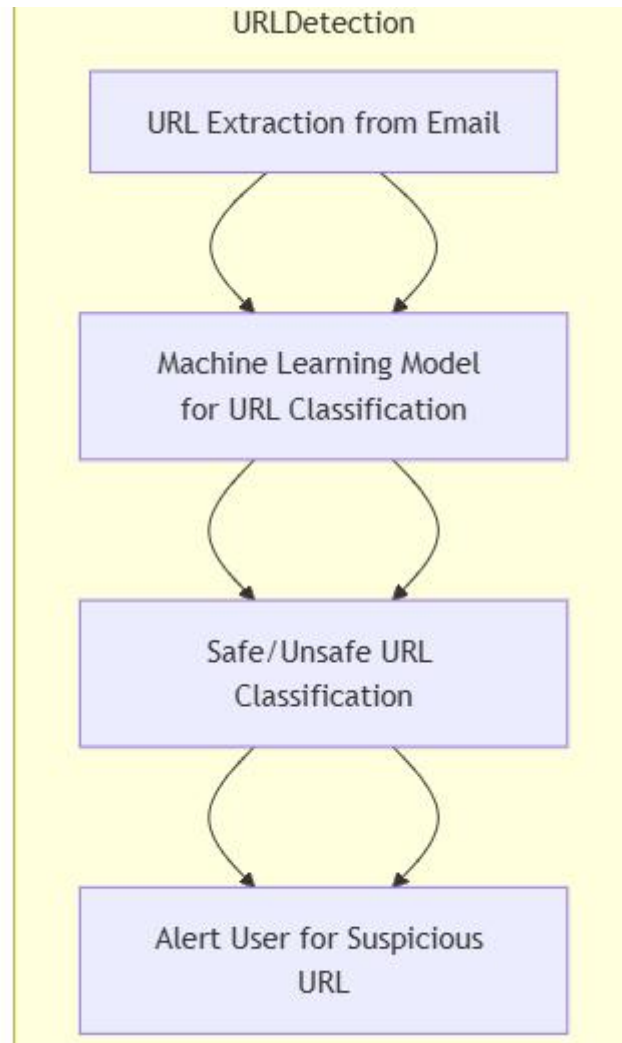 URLDetection
URL Extraction from Email
Machine Learning Model
for URL Classification
Safe/Unsafe URL
Classification
Alert User for Suspicious
URL